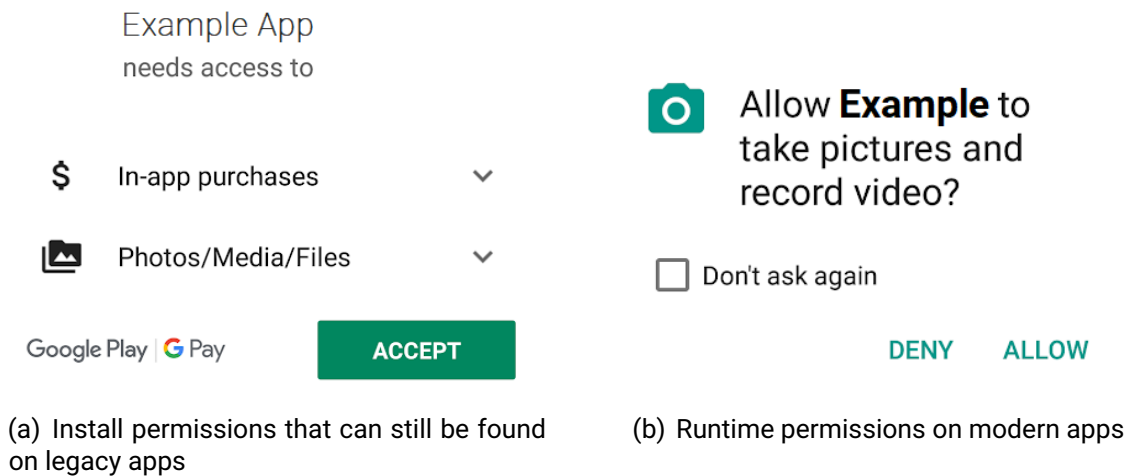 Example App
needs access to
$ In-app purchases
Photos/Media/Files
Google Play | G Pay
ACCEPT
(a) Install permissions that can still be found
on legacy apps
Allow Example to
take pictures and
record video?
Don't ask again
DENY ALLOW
(b) Runtime permissions on modern apps